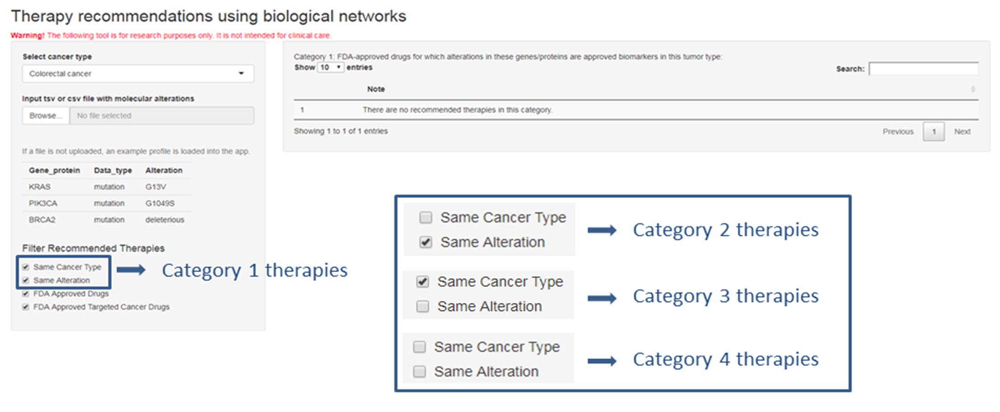 Therapy recommendations using biological networks
Warning! The following tool is for research purposes only. It is not intended for clinical care.
Select cancer type
Colorectal cancer
Input tsv or csv file with molecular alterations
Browse... No file selected
If a file is not uploaded, an example profile is loaded into the app.
Gene_protein Data_type Alteration
KRAS mutation G13V
PIK3CA mutation G1049S
BRCA2 mutation deleterious
Filter Recommended Therapies
Same Cancer Type
Same Alteration
Category 1 therapies
FDA Approved Drugs
FDA Approved Targeted Cancer Drugs
Category 1: FDA-approved drugs for which alterations in these genes/proteins are approved biomarkers in this tumor type:
Show 10 entries
Search:
Note
1 There are no recommended therapies in this category.
Showing 1 to 1 of 1 entries
Previous 1 Next
Same Cancer Type
Same Alteration
Category 2 therapies
Same Cancer Type
Same Alteration
Category 3 therapies
Same Cancer Type
Same Alteration
Category 4 therapies